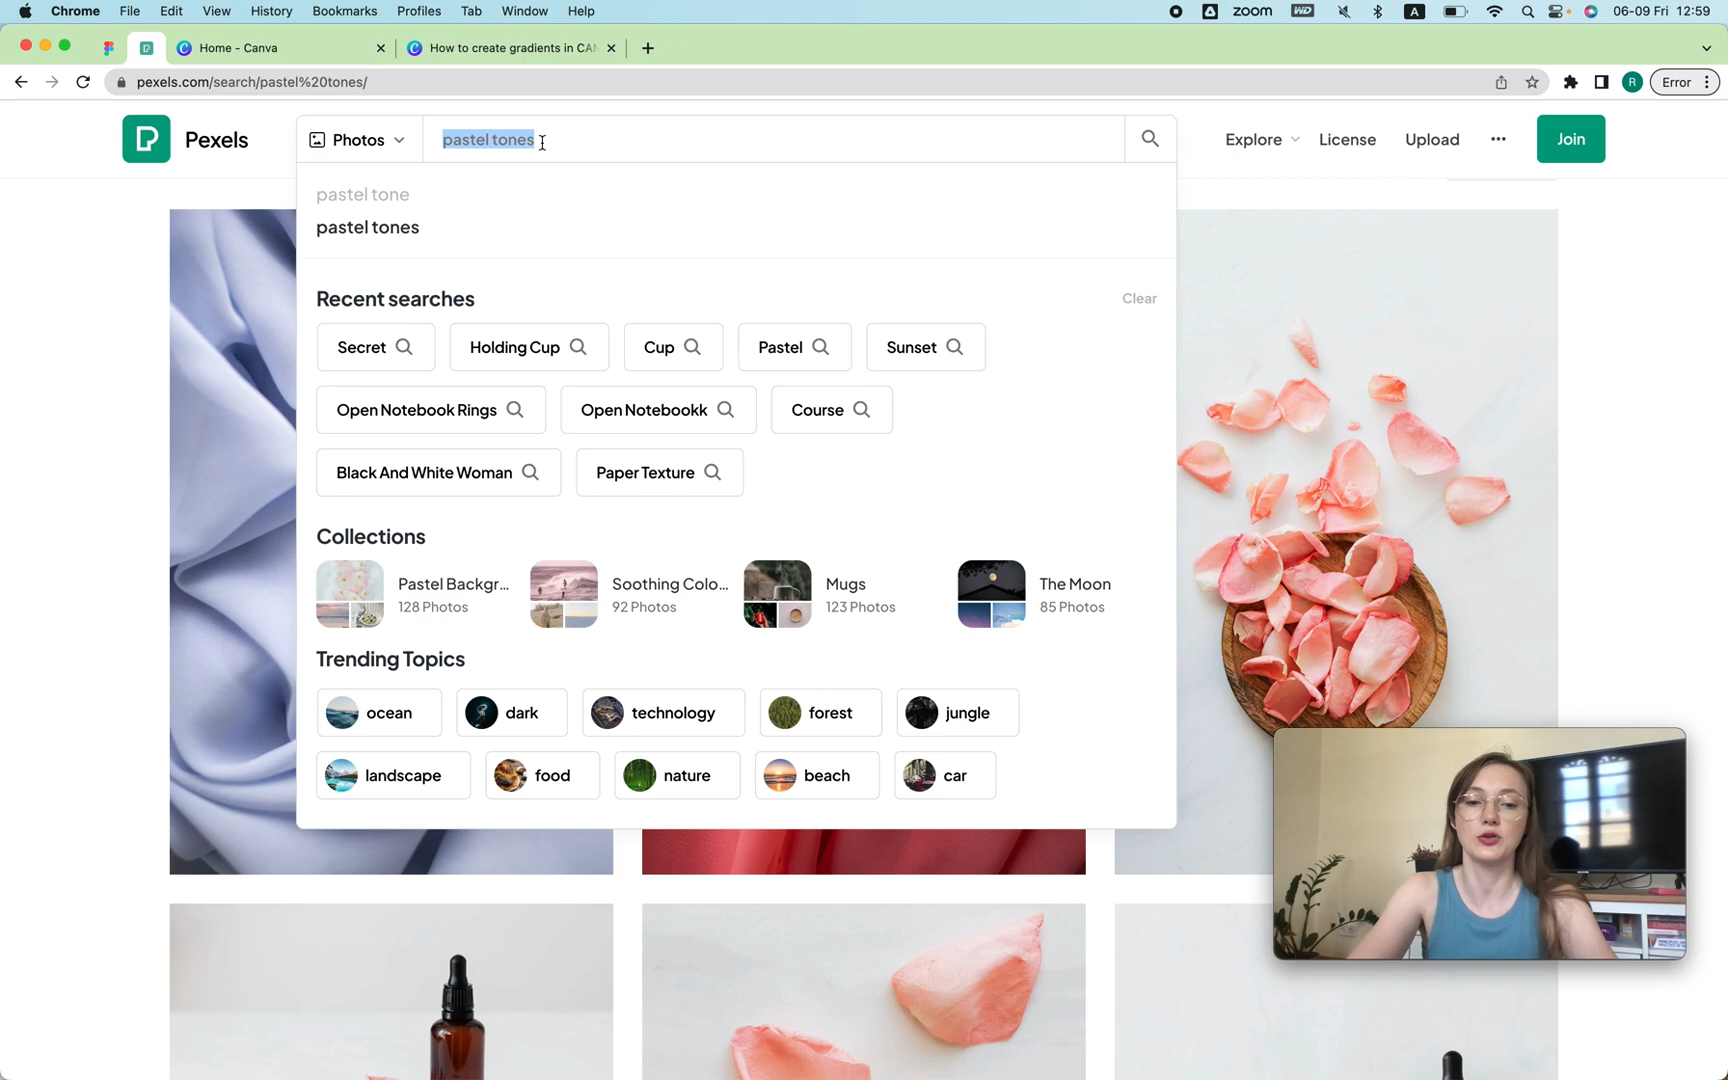 Chrome File Edit View History Bookmarks Profiles Tab Window Help zoom WD A 06-09 Fri 12:59
Home - Canva
How to create gradients in CAN
pexels.com/search/pastel%20tones/
R
Error
Pexels
Photos
pastel tones
Explore
License
Upload
Join
pastel tone
pastel tones
Recent searches
Clear
Secret
Holding Cup
Cup
Pastel
Sunset
Open Notebook Rings
Open Notebookk
Course
Black And White Woman
Paper Texture
Collections
Pastel Backgr...
128 Photos
Soothing Colo...
92 Photos
Mugs
123 Photos
The Moon
85 Photos
Trending Topics
ocean
dark
technology
forest
jungle
landscape
food
nature
beach
car